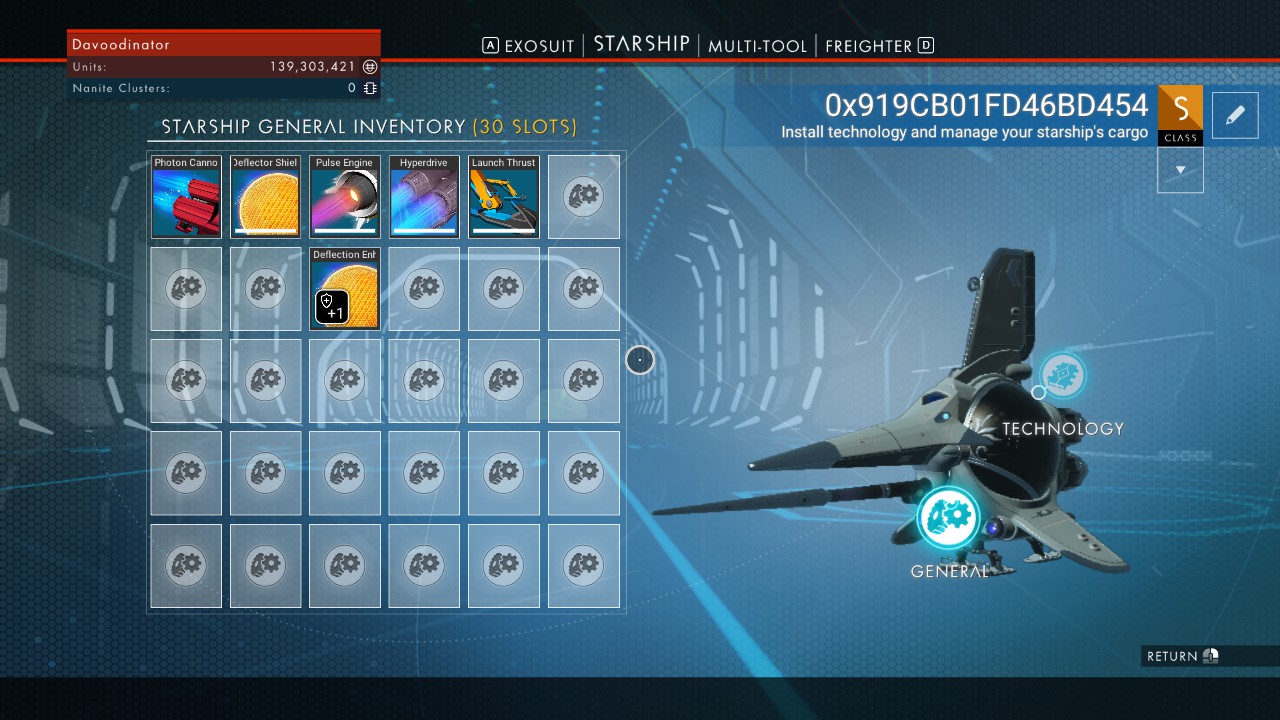 Davoodinator
Units: 139,303,421
Nanite Clusters: 0
A EXOSUIT STARSHIP MULTI-TOOL FREIGHTER D
0x919CB01FD46BD454
Install technology and manage your starship's cargo
S
CLASS
STARSHIP GENERAL INVENTORY (30 SLOTS)
Photon Canno Deflector Shiel Pulse Engine Hyperdrive Launch Thrust
Deflection Enh
+1
TECHNOLOGY
GENERAL
RETURN